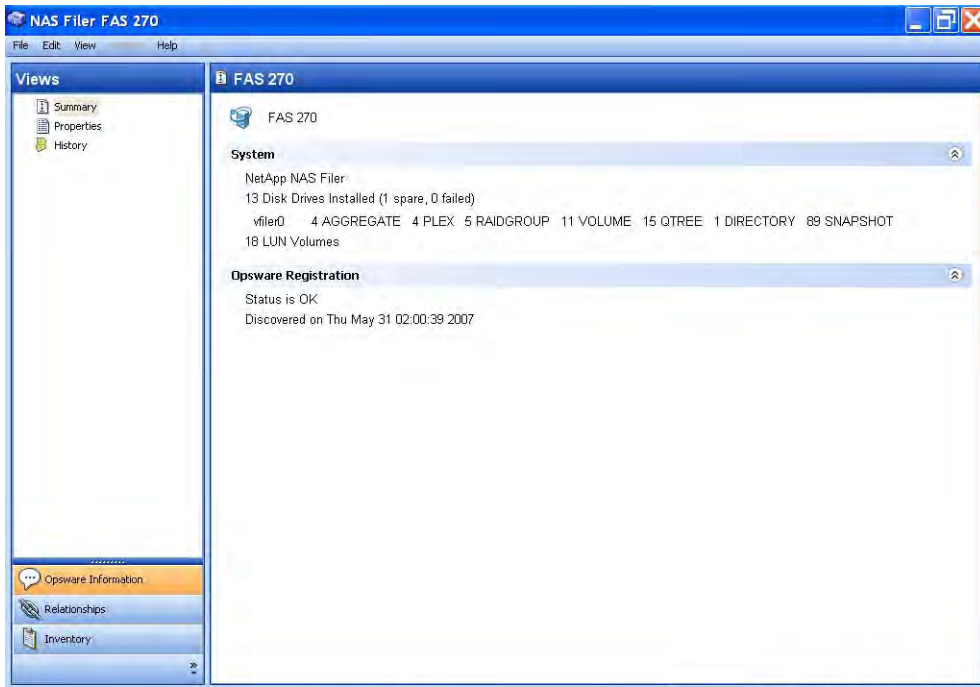 NAS Filer FAS 270
File Edit View Help
Views
Summary
Properties
History
Opsware Information
Relationships
Inventory
FAS 270
FAS 270
System
NetApp NAS Filer
13 Disk Drives Installed (1 spare, 0 failed)
vfiler0 4 AGGREGATE 4 PLEX 5 RAIDGROUP 11 VOLUME 15 QTREE 1 DIRECTORY 89 SNAPSHOT
18 LUN Volumes
Opsware Registration
Status is OK
Discovered on Thu May 31 02:00:39 2007